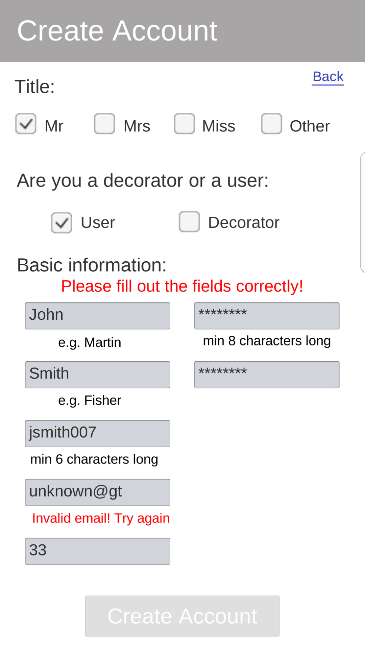 Create Account
Back
Title:
Mr Mrs Miss Other
Are you a decorator or a user:
User Decorator
Basic information:
Please fill out the fields correctly!
John ********
e.g. Martin min 8 characters long
Smith ********
e.g. Fisher
jsmith007
min 6 characters long
unknown@gt
Invalid email! Try again
33
Create Account